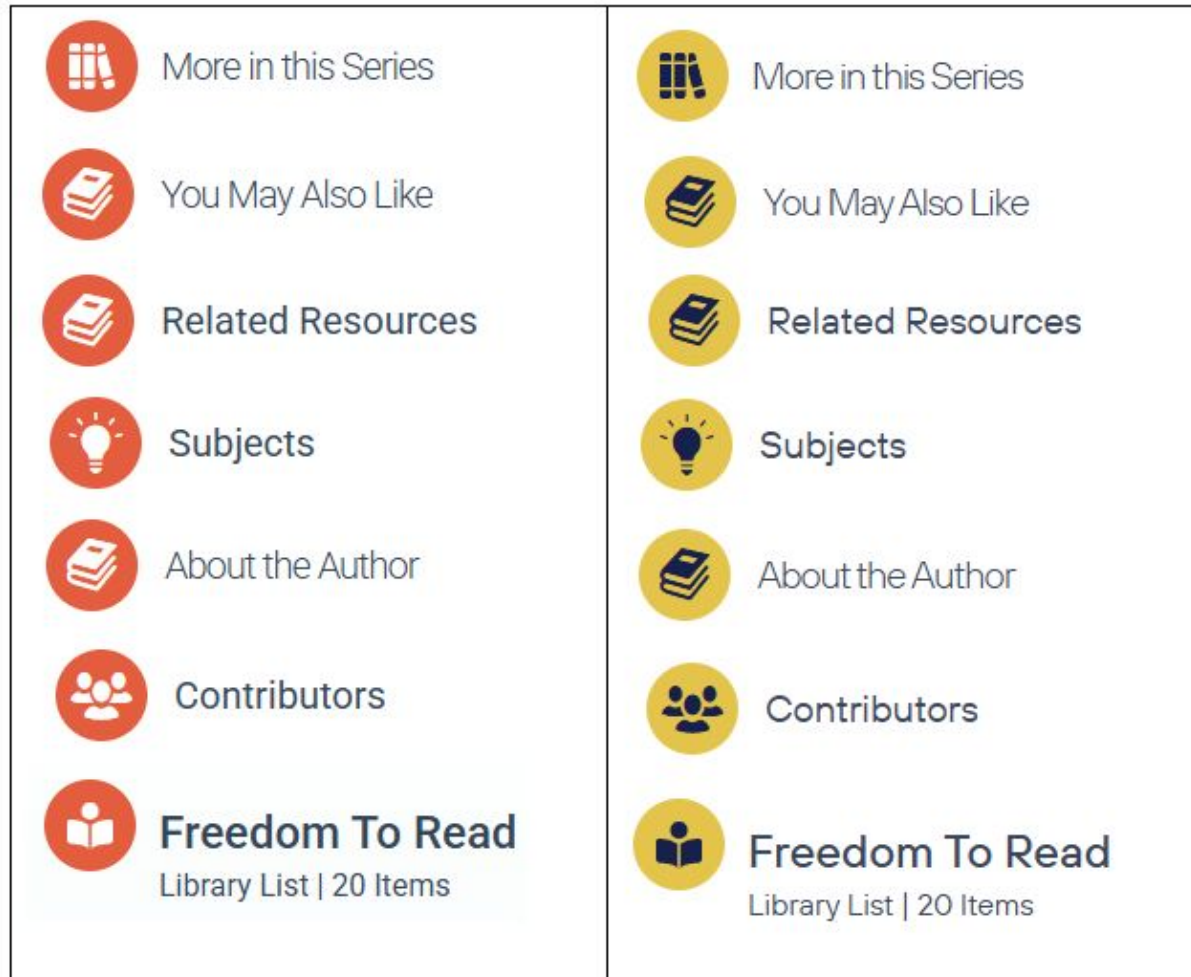 More in this Series
You May Also Like
Related Resources
Subjects
About the Author
Contributors
Freedom To Read
Library List | 20 Items
More in this Series
You May Also Like
Related Resources
Subjects
About the Author
Contributors
Freedom To Read
Library List | 20 Items